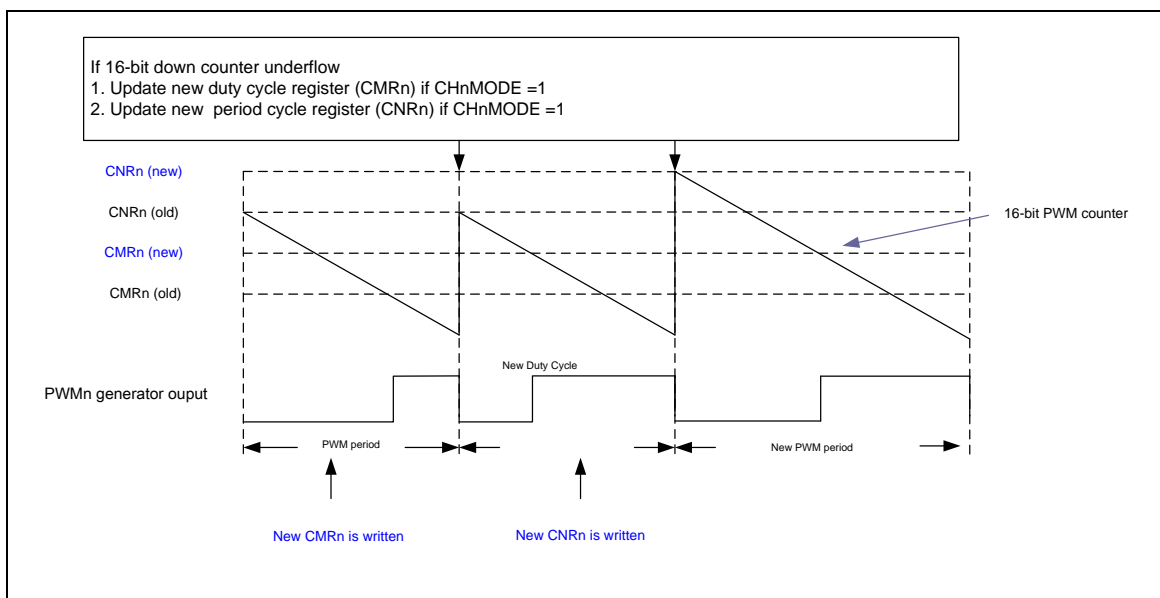 If 16-bit down counter underflow
1. Update new duty cycle register (CMRn) if CHnMODE =1
2. Update new  period cycle register (CNRn) if CHnMODE =1
CNRn (new)
CNRn (old)
16-bit PWM counter
CMRn (new)
CMRn (old)
New Duty Cycle
PWMn generator ouput
PWM period
New PWM period
New CMRn is written
New CNRn is written